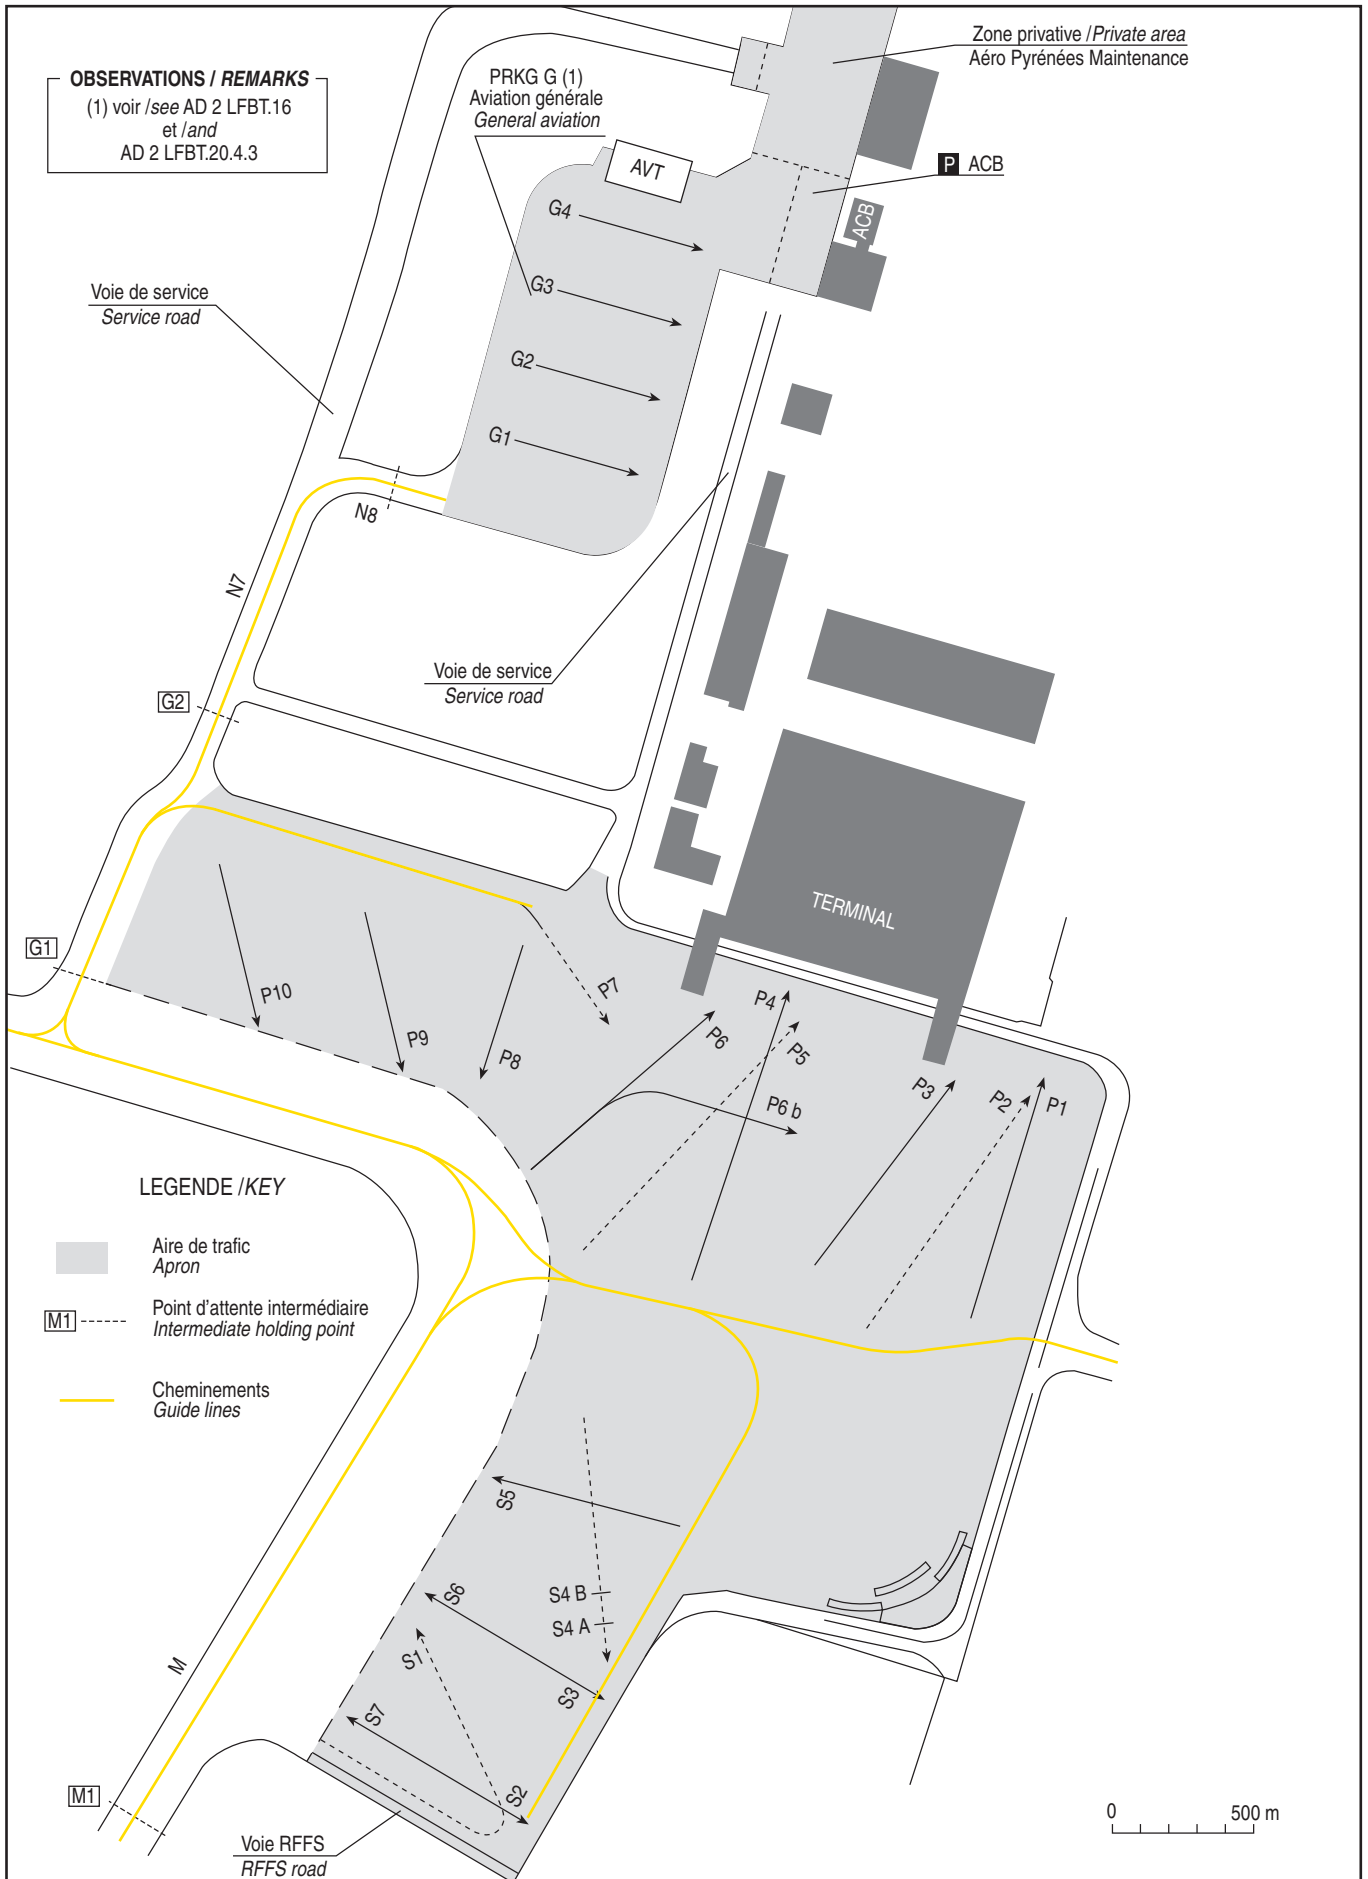 OBSERVATIONS / REMARKS
(1) voir /see AD 2 LFBT.16
et /and
AD 2 LFBT.20.4.3
Zone privative /Private area
Aéro Pyrénées Maintenance
PRKG G (1)
Aviation générale
General aviation
AVT
P ACB
ACB
G4
G3
G2
G1
Voie de service
Service road
N8
N7
Voie de service
Service road
G2
TERMINAL
G1
P10
P9
P8
P7
P6
P4
P5
P6 b
P3
P2
P1
LEGENDE /KEY
Aire de trafic
Apron
M1
Point d'attente intermédiaire
Intermediate holding point
Cheminements
Guide lines
S5
S6
S4 B
S4 A
S1
S3
S7
S2
M
M1
Voie RFFS
RFFS road
0 500 m